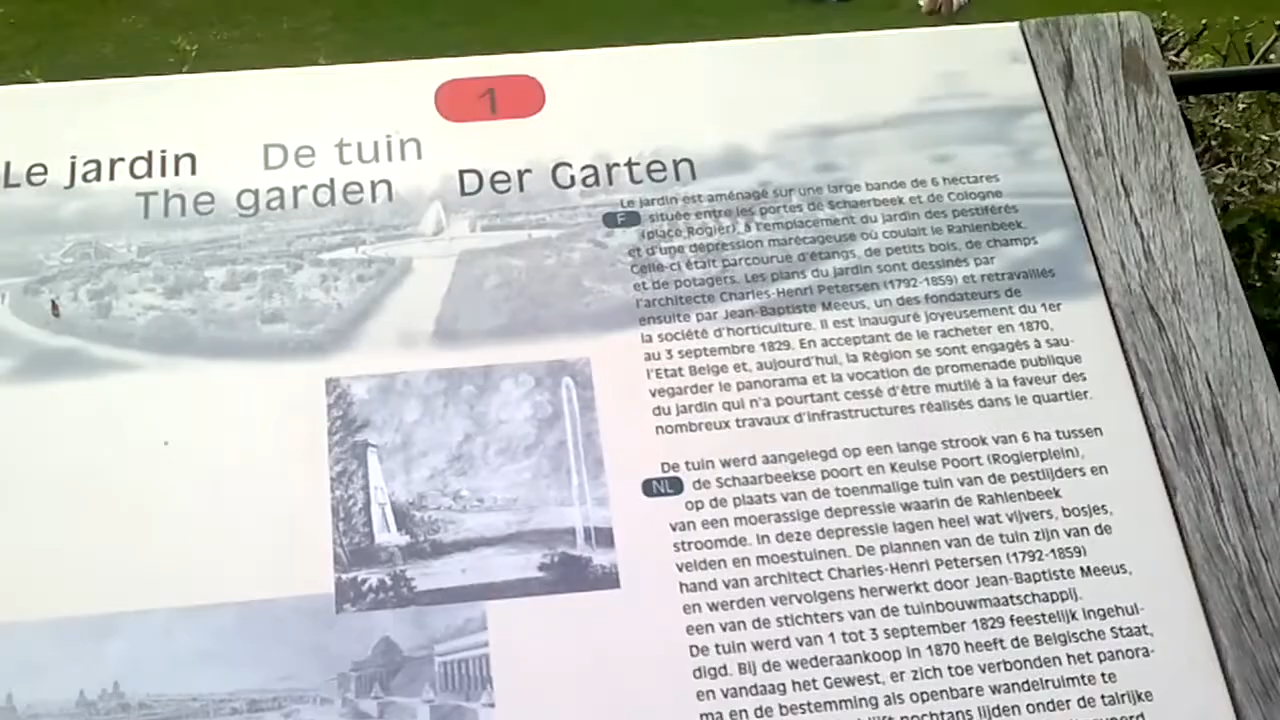 1
Le jardin De tuin
The garden Der Garten
Le jardin est aménagé sur une large bande de 6 hectares
F située entre les portes de Schaerbeek et de Cologne
(place Rogier), à l'emplacement du jardin des pestiférés
et d'une dépression marécageuse où coulait le Rahlenbeek.
Celle-ci était parcourue d'étangs, de petits bois, de champs
et de potagers. Les plans du jardin sont dessinés par
l'architecte Charles-Henri Petersen (1792-1859) et retravaillés
ensuite par Jean-Baptiste Meeus, un des fondateurs de
la société d'horticulture. Il est inauguré joyeusement du 1er
au 3 septembre 1829. En acceptant de le racheter en 1870,
l'Etat Belge et, aujourd'hui, la Région se sont engagés à sau-
vegarder le panorama et la vocation de promenade publique
du jardin qui n'a pourtant cessé d'être mutilé à la faveur des
nombreux travaux d'infrastructures réalisés dans le quartier.
De tuin werd aangelegd op een lange strook van 6 ha tussen
NL de Schaarbeekse poort en Keulse Poort (Rogierplein),
op de plaats van de toenmalige tuin van de pestlijders en
van een moerassige depressie waarin de Rahlenbeek
stroomde. In deze depressie lagen heel wat vijvers, bosjes,
velden en moestuinen. De plannen van de tuin zijn van de
hand van architect Charles-Henri Petersen (1792-1859)
en werden vervolgens herwerkt door Jean-Baptiste Meeus,
een van de stichters van de tuinbouwmaatschappij.
De tuin werd van 1 tot 3 september 1829 feestelijk ingehul-
digd. Bij de wederaankoop in 1870 heeft de Belgische Staat,
en vandaag het Gewest, er zich toe verbonden het panora-
ma en de bestemming als openbare wandelruimte te
nochtans lijden onder de talrijke